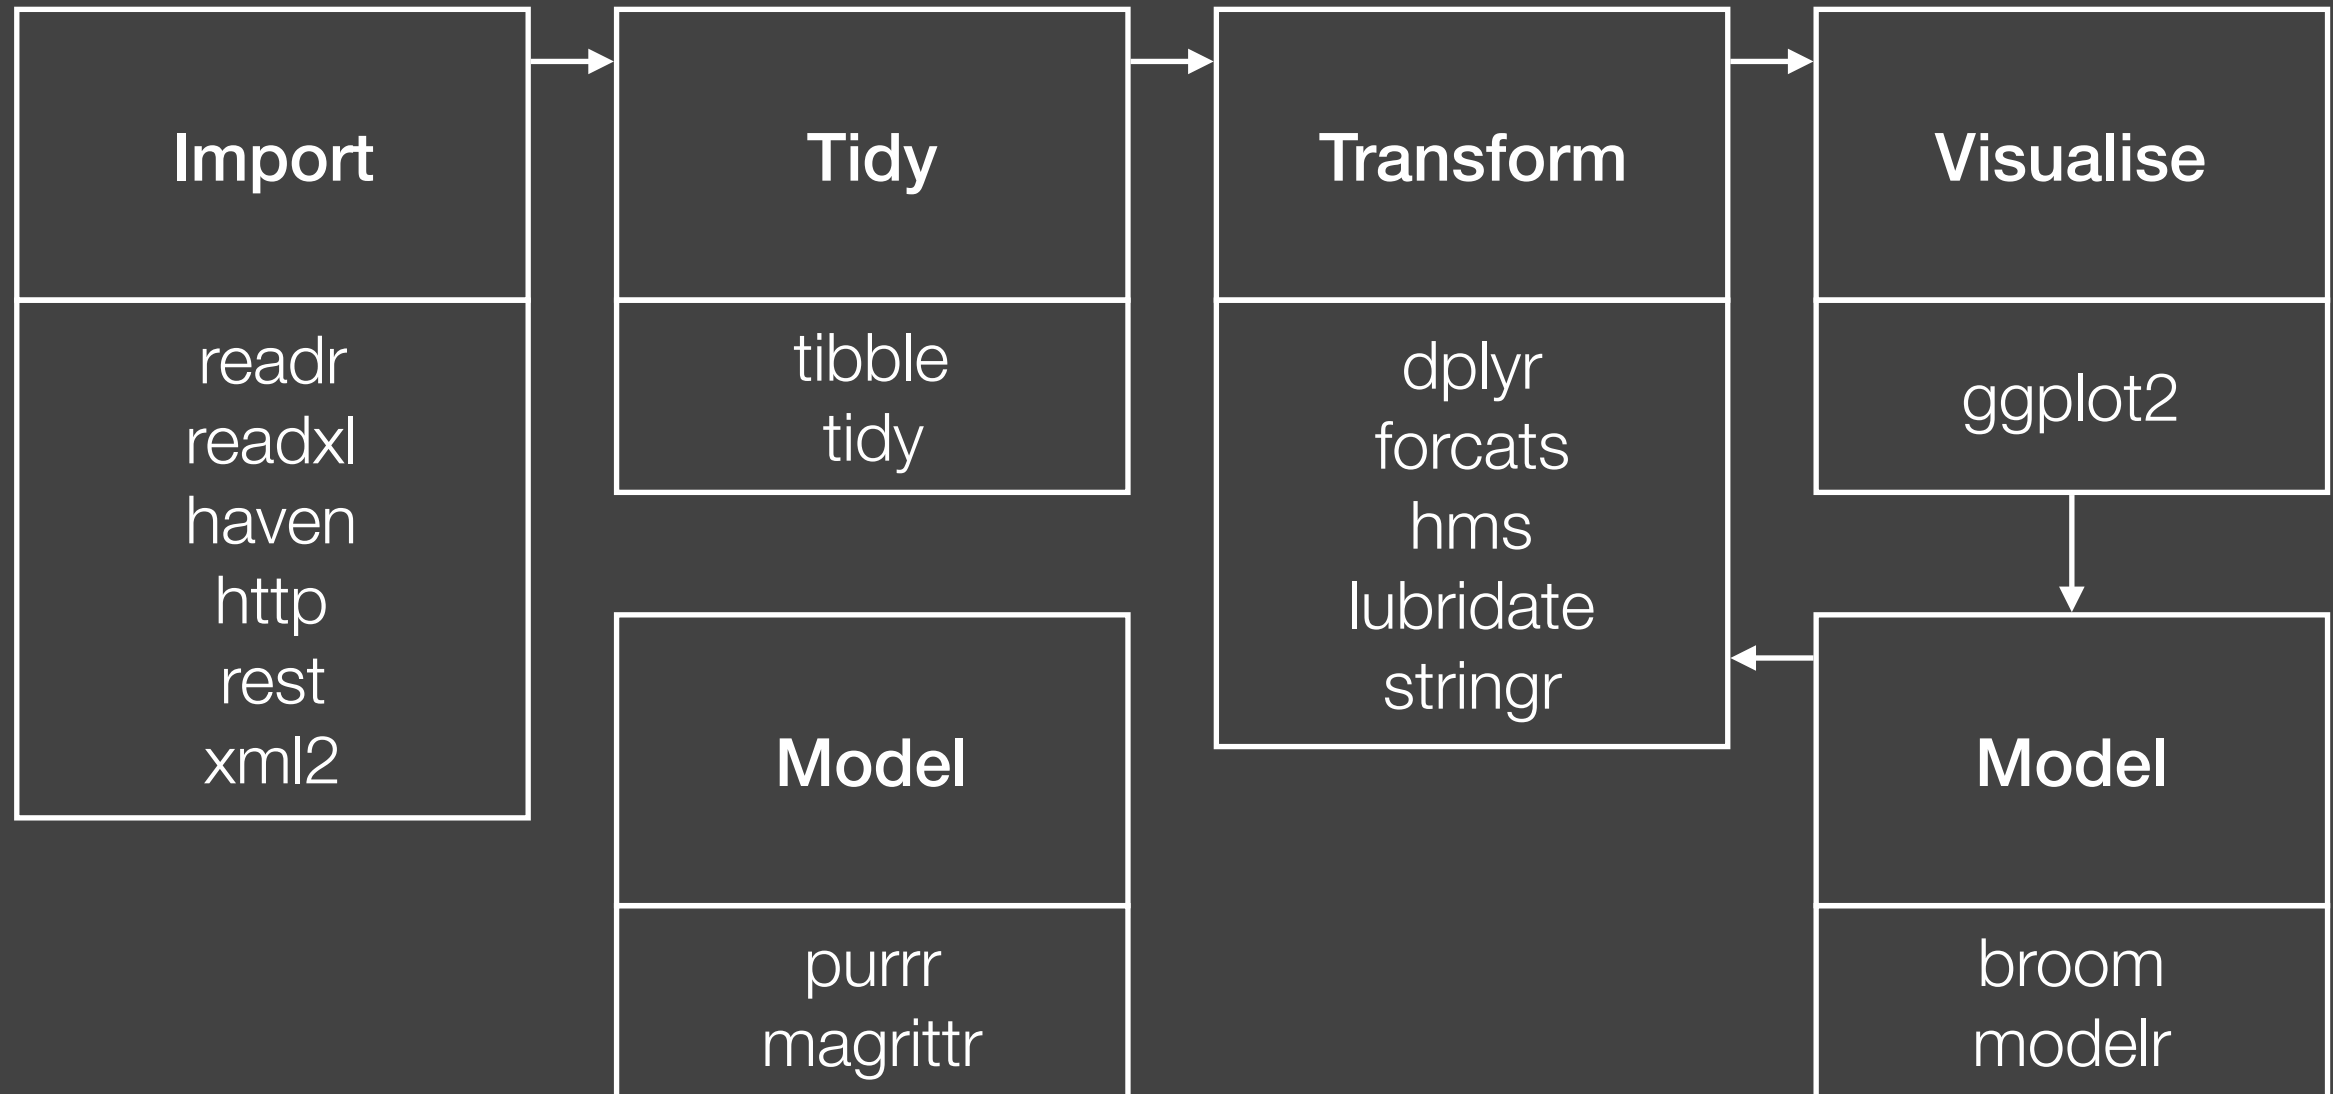 Import
readr
readxl
haven
http
rest
xml2
Tidy
tibble
tidy
Transform
dplyr
forcats
hms
lubridate
stringr
Visualise
ggplot2
Model
purrr
magrittr
Model
broom
modelr